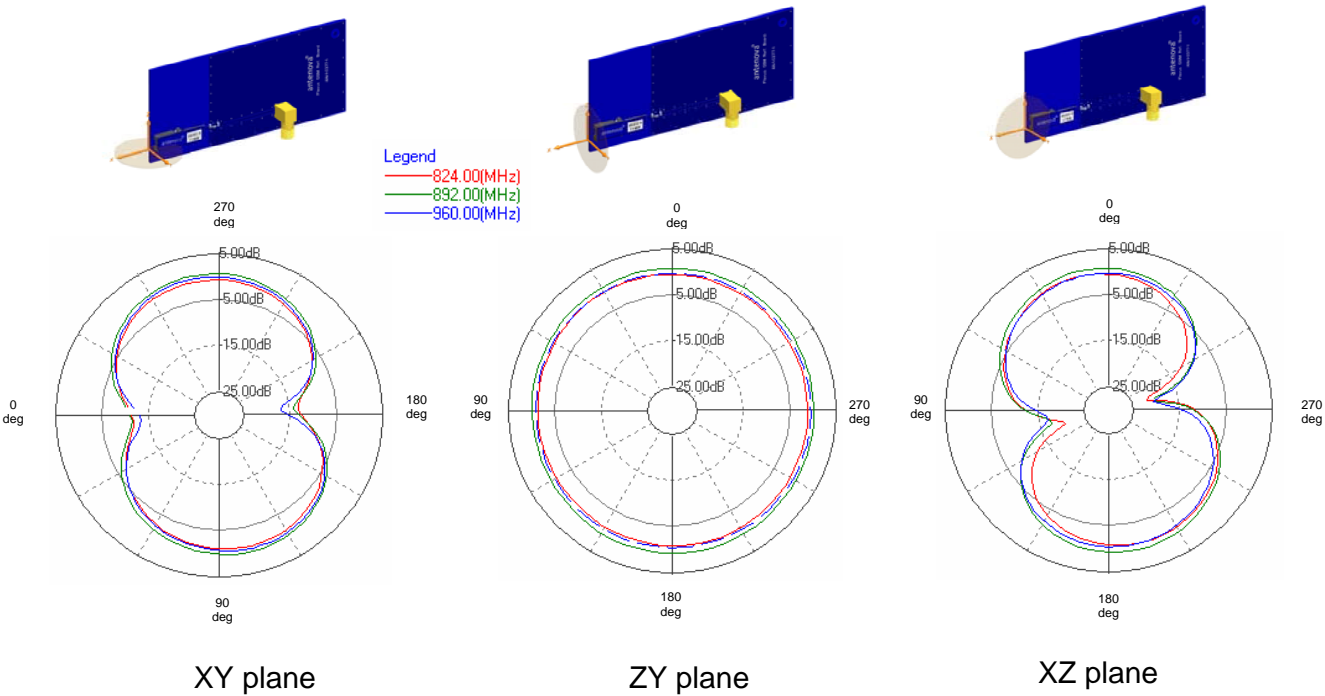 antenova
antenova
antenova
Legend
824.00(MHz)
892.00(MHz)
960.00(MHz)
270
deg
5.00dB
5.00dB
15.00dB
25.00dB
0
deg
180
deg
90
deg
0
deg
5.00dB
5.00dB
15.00dB
25.00dB
90
deg
270
deg
180
deg
0
deg
5.00dB
5.00dB
15.00dB
25.00dB
90
deg
270
deg
180
deg
XY plane
ZY plane
XZ plane